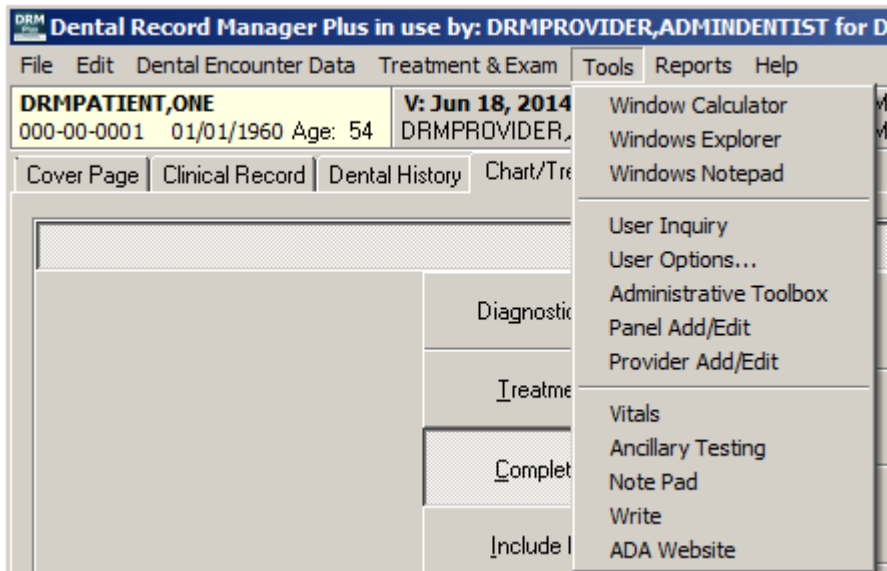 DRM Plus Dental Record Manager Plus in use by: DRMPROVIDER,ADMINDENTIST for D
File Edit Dental Encounter Data Treatment & Exam Tools Reports Help
DRMPATIENT,ONE V: Jun 18, 2014
000-00-0001 01/01/1960 Age: 54 DRMPROVIDER,
Cover Page Clinical Record Dental History Chart/Tre
Window Calculator
Windows Explorer
Windows Notepad
User Inquiry
User Options...
Administrative Toolbox
Panel Add/Edit
Provider Add/Edit
Vitals
Ancillary Testing
Note Pad
Write
ADA Website
Diagnostic
Treatme
Complet
Include